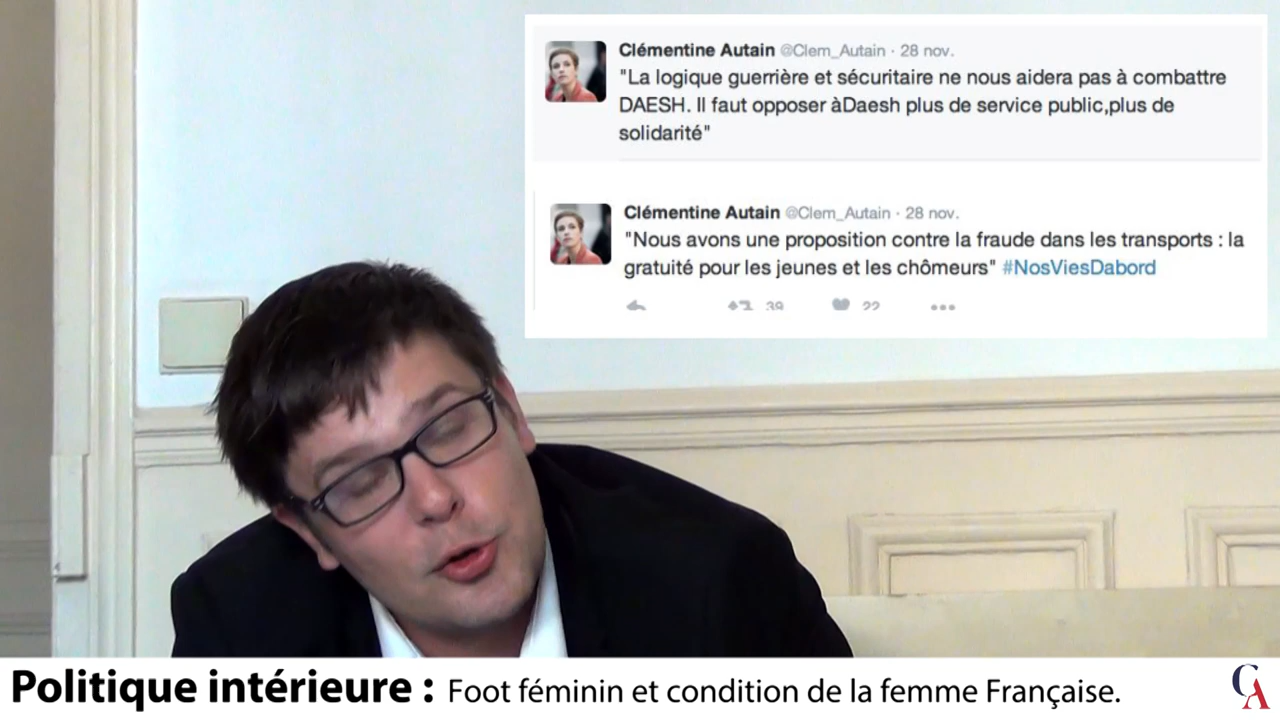 Clémentine Autain @Clem_Autain · 28 nov.
"La logique guerrière et sécuritaire ne nous aidera pas à combattre
DAESH. Il faut opposer àDaesh plus de service public,plus de
solidarité"
Clémentine Autain @Clem_Autain · 28 nov.
"Nous avons une proposition contre la fraude dans les transports : la
gratuité pour les jeunes et les chômeurs" #NosViesDabord
39 22
Politique intérieure : Foot féminin et condition de la femme Française.
CA